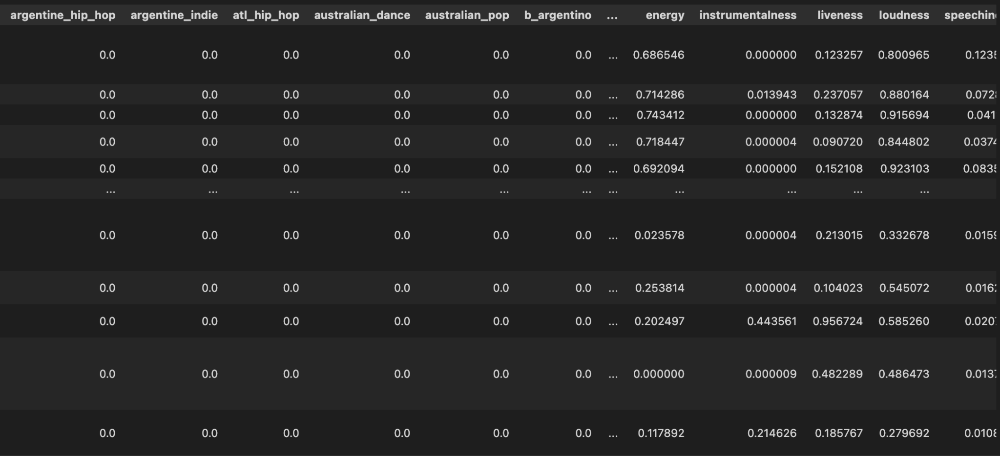 argentine_hip_hop argentine_indie atl_hip_hop australian_dance australian_pop b_argentino ... energy instrumentalness liveness loudness
0.0 0.0 0.0 0.0 0.0 0.0 ... 0.686546 0.000000 0.123257 0.800965 0.123
0.0 0.0 0.0 0.0 0.0 0.0 ... 0.714286 0.013943 0.237057 0.880164 0.072
0.0 0.0 0.0 0.0 0.0 0.0 ... 0.743412 0.000000 0.132874 0.915694 0.041
0.0 0.0 0.0 0.0 0.0 0.0 ... 0.718447 0.000004 0.090720 0.844802 0.037
0.0 0.0 0.0 0.0 0.0 0.0 ... 0.692094 0.000000 0.152108 0.923103 0.083
... ... ... ... ... ... ... ... ... ... ...
0.0 0.0 0.0 0.0 0.0 0.0 ... 0.023578 0.000004 0.213015 0.332678 0.015
0.0 0.0 0.0 0.0 0.0 0.0 ... 0.253814 0.000004 0.104023 0.545072 0.016
0.0 0.0 0.0 0.0 0.0 0.0 ... 0.202497 0.443561 0.956724 0.585260 0.020
0.0 0.0 0.0 0.0 0.0 0.0 ... 0.000000 0.000009 0.482289 0.486473 0.013
0.0 0.0 0.0 0.0 0.0 0.0 ... 0.117892 0.214626 0.185767 0.279692 0.010